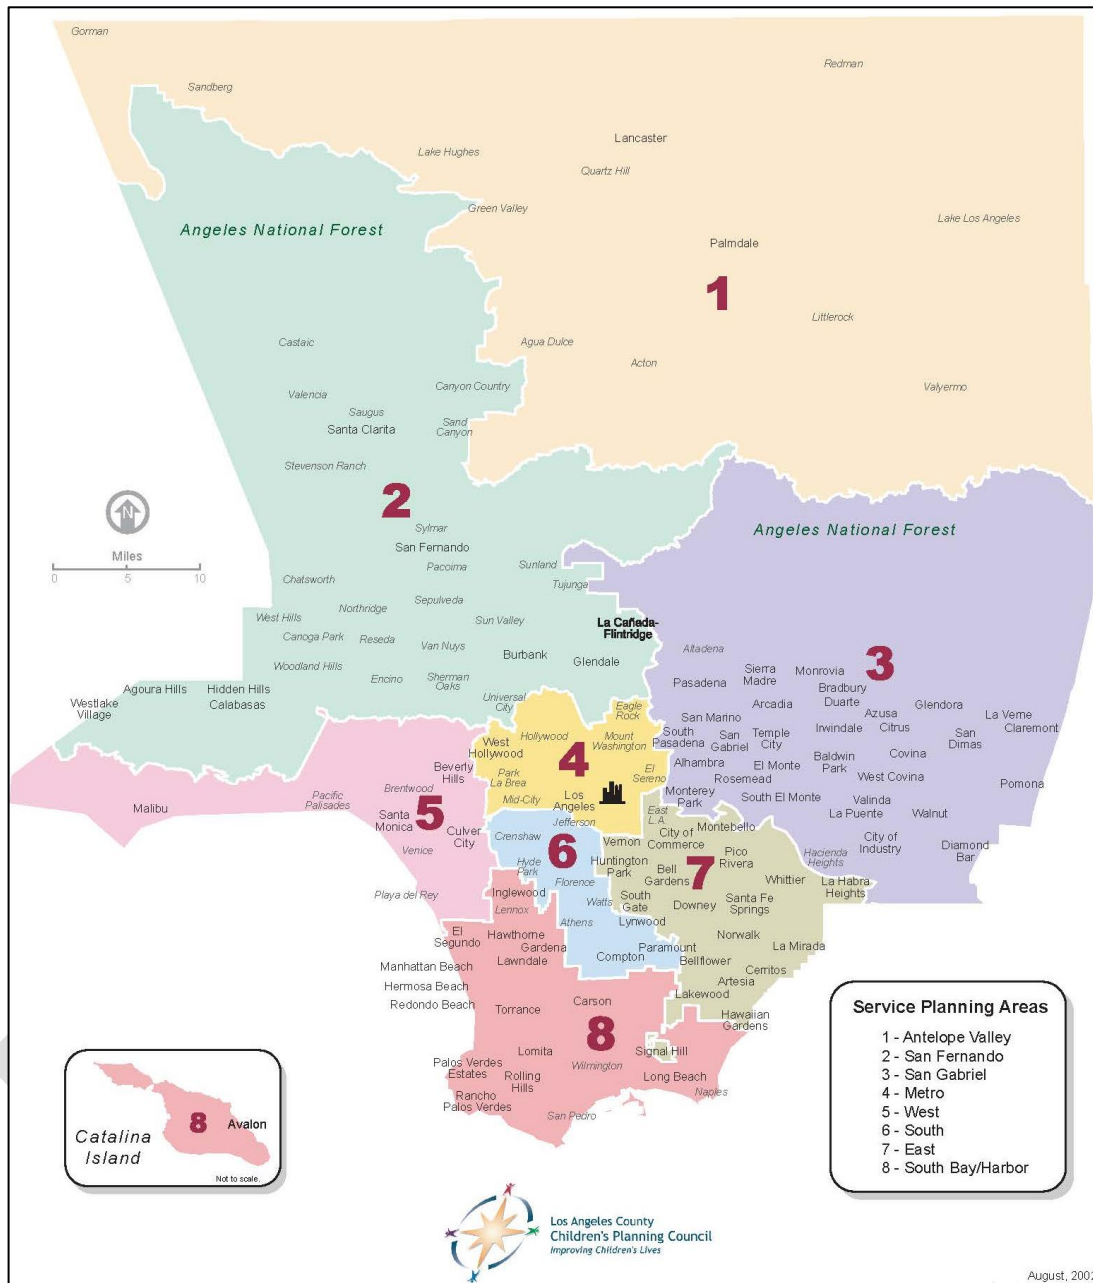 Gorman
Redman
Sandberg
Lancaster
Lake Hughes
Quartz Hill
Green Valley
Lake Los Angeles
Angeles National Forest
Palmdale
1
Littlerock
Castaic
Agua Dulce
Acton
Canyon Country
Valyermo
Valencia
Saugus
Santa Clarita
Sand
Canyon
Stevenson Ranch
2
N
Miles
0 5 10
Sylmar
San Fernando
Angeles National Forest
Pacoima
Sunland
Chatsworth
Tujunga
Northridge
Sepulveda
West Hills
Sun Valley
La Cañada-
Flintridge
Canoga Park
Reseda
Van Nuys
Burbank
Glendale
Altadena
3
Woodland Hills
Encino
Sherman
Oaks
Pasadena
Sierra
Madre
Monrovia
Bradbury
Duarte
Agoura Hills
Hidden Hills
Calabasas
Westlake
Village
Universal
City
Eagle
Rock
Arcadia
Azusa
Citrus
Glendora
La Verne
Claremont
San Marino
South
Pasadena
San
Gabriel
Temple
City
Irwindale
San
Dimas
West
Hollywood
Hollywood
Mount
Washington
4
Alhambra
El Monte
Baldwin
Park
Covina
Beverly
Hills
Park
La Brea
El
Sereno
Rosemead
West Covina
Pomona
Brentwood
Mid-City
Los
Angeles
Monterey
Park
South El Monte
Valinda
La Puente
Walnut
Malibu
Pacific
Palisades
Santa
Monica
5
Culver
City
Jefferson
East
L.A.
Montebello
City of
Commerce
City of
Industry
Diamond
Bar
Venice
Crenshaw
6
Vernon
Pico
Rivera
Hacienda
Heights
Hyde
Park
Huntington
Park
Bell
Gardens
7
Whittier
La Habra
Heights
Playa del Rey
Inglewood
Florence
South
Gate
Downey
Santa Fe
Springs
Lennox
Watts
Athens
Lynwood
El
Segundo
Hawthorne
Gardena
Lawndale
Norwalk
La Mirada
Manhattan Beach
Compton
Paramount
Bellflower
Cerritos
Hermosa Beach
Artesia
Redondo Beach
Torrance
Carson
Lakewood
Hawaiian
Gardens
8
Lomita
Signal Hill
Palos Verdes
Estates
Rolling
Hills
Wilmington
Long Beach
Rancho
Palos Verdes
Naples
San Pedro
Service Planning Areas
1 - Antelope Valley
2 - San Fernando
3 - San Gabriel
4 - Metro
5 - West
6 - South
7 - East
8 - South Bay/Harbor
8
Avalon
Catalina
Island
Not to scale.
Los Angeles County
Children's Planning Council
Improving Children's Lives
August, 2002